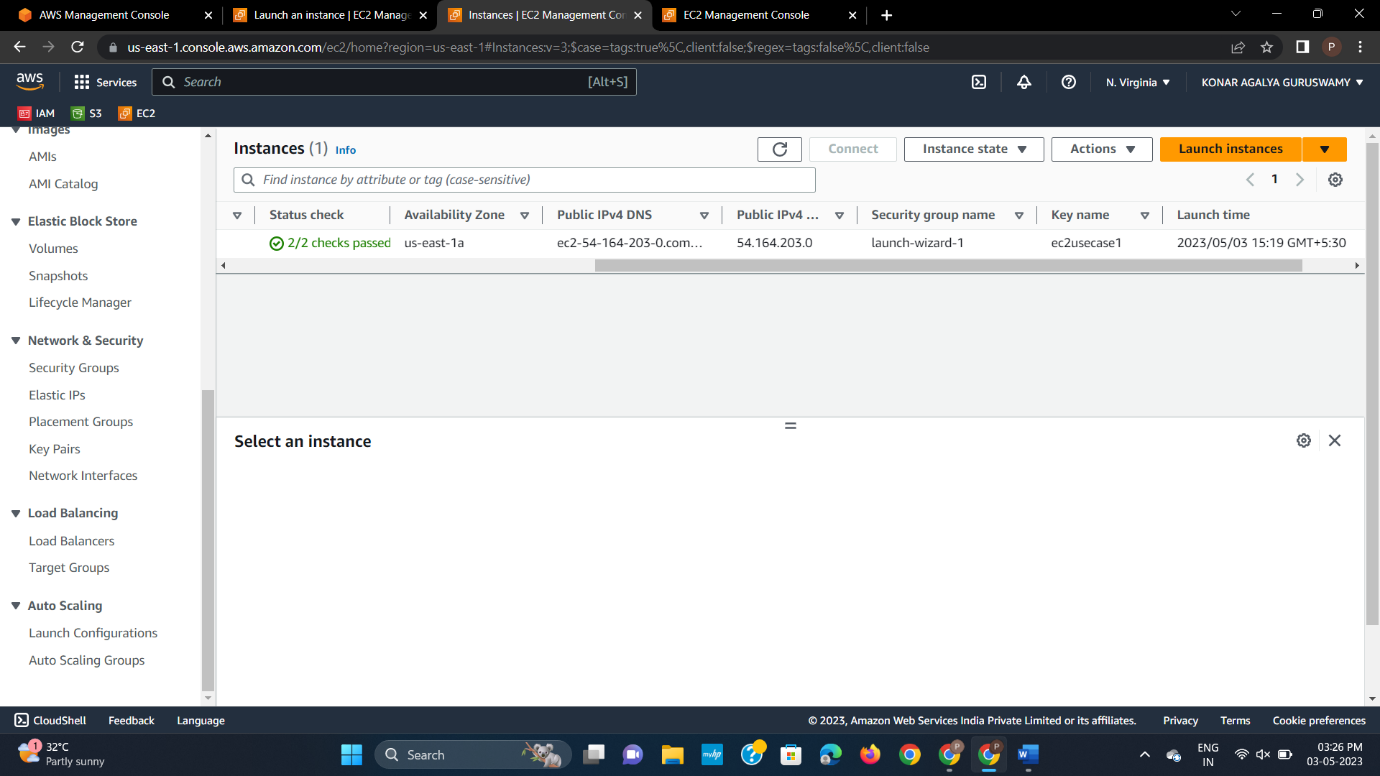 AWS Management Console
Launch an instance | EC2 Manage
Instances | EC2 Management Con
EC2 Management Console
us-east-1.console.aws.amazon.com/ec2/home?region=us-east-1#Instances:v=3;$case=tags:true%5C,client:false;$regex=tags:false%5C,client:false
P
aws
Services
Search
[Alt+S]
N. Virginia
KONAR AGALYA GURUSWAMY
IAM
S3
EC2
Images
AMIs
AMI Catalog
Elastic Block Store
Volumes
Snapshots
Lifecycle Manager
Network & Security
Security Groups
Elastic IPs
Placement Groups
Key Pairs
Network Interfaces
Load Balancing
Load Balancers
Target Groups
Auto Scaling
Launch Configurations
Auto Scaling Groups
Instances (1) Info
Connect
Instance state
Actions
Launch instances
Find instance by attribute or tag (case-sensitive)
1
Status check Availability Zone Public IPv4 DNS Public IPv4 ... Security group name Key name Launch time
2/2 checks passed us-east-1a ec2-54-164-203-0.com... 54.164.203.0 launch-wizard-1 ec2usecase1 2023/05/03 15:19 GMT+5:30
Select an instance
CloudShell Feedback Language
© 2023, Amazon Web Services India Private Limited or its affiliates. Privacy Terms Cookie preferences
1
32°C
Partly sunny
Search
myhp
P
P
W
ENG
IN
03:26 PM
03-05-2023